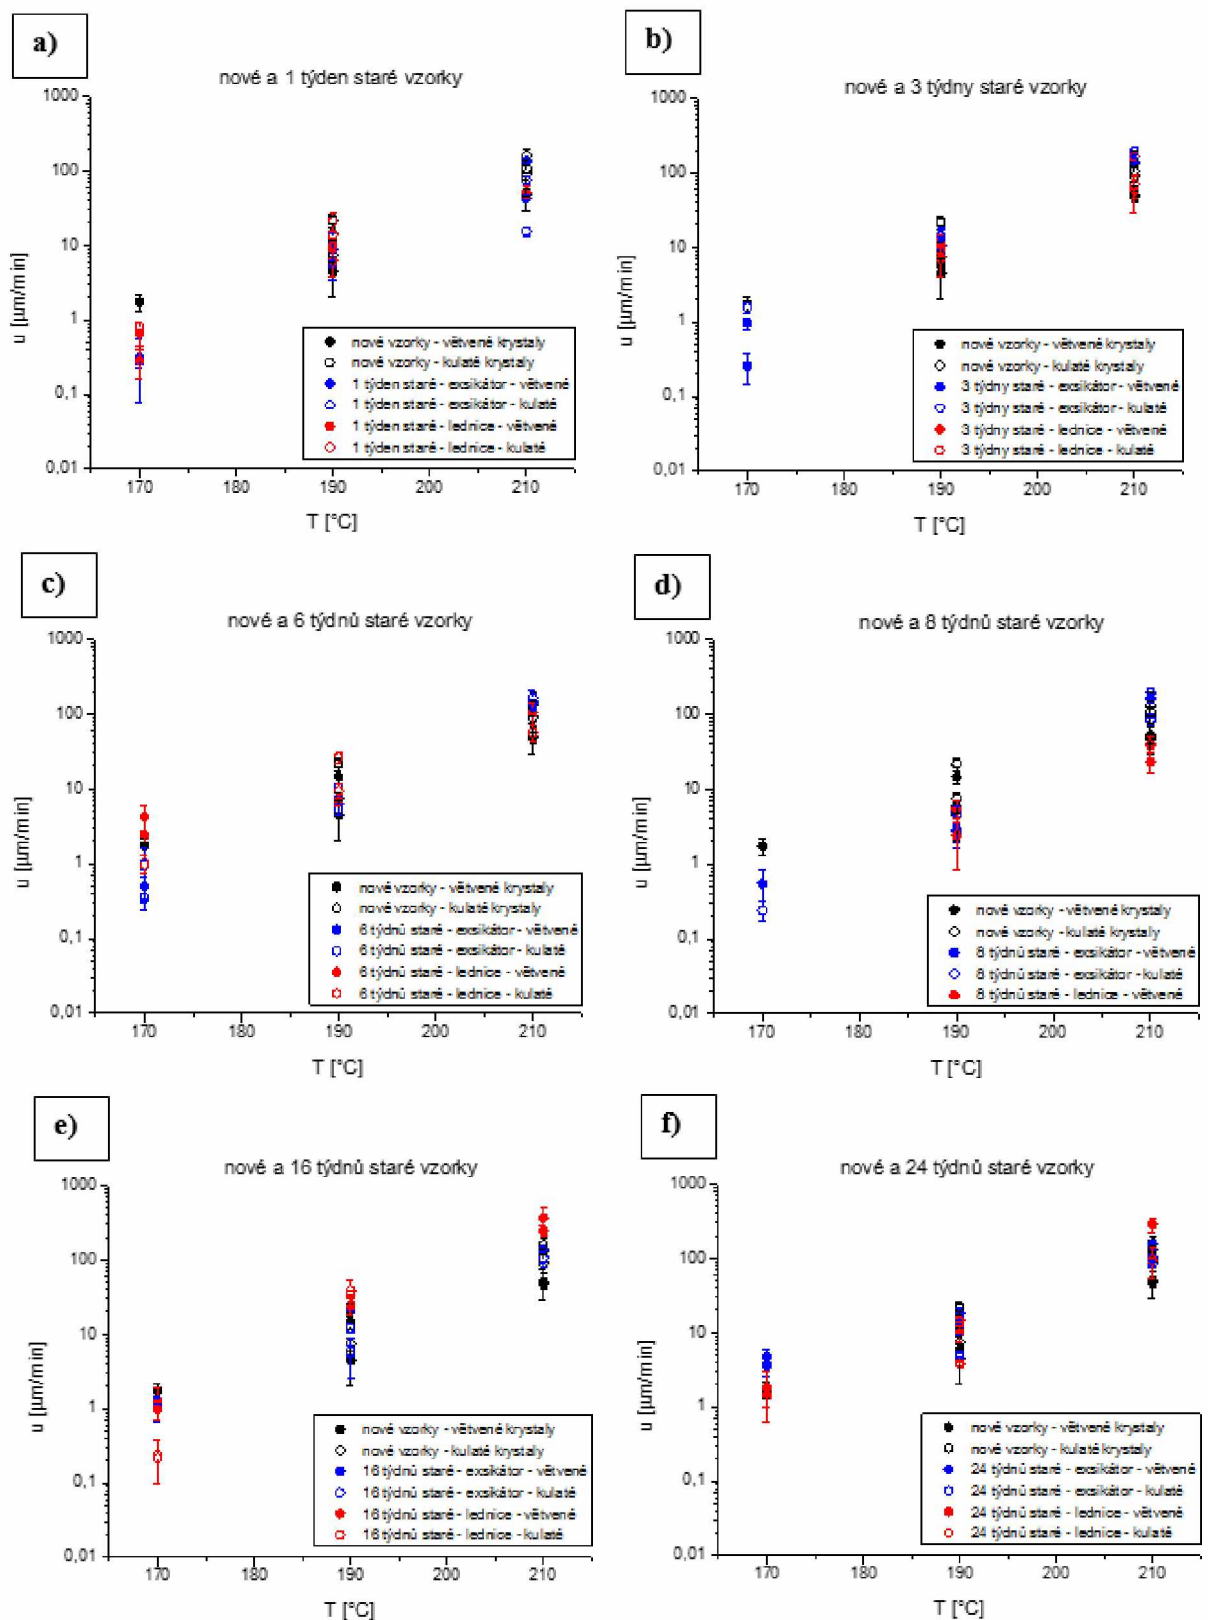 a)
nové a 1 týden staré vzorky
1000
100
10
1
0,1
0,01
u [µm/min]
nové vzorky - větvené krystaly
nové vzorky - kulaté krystaly
1 týden staré - exsikátor - větvené
1 týden staré - exsikátor - kulaté
1 týden staré - lednice - větvené
1 týden staré - lednice - kulaté
170 180 190 200 210
T [°C]
b)
nové a 3 týdny staré vzorky
1000
100
10
1
0,1
0,01
u [µm/min]
nové vzorky - větvené krystaly
nové vzorky - kulaté krystaly
3 týdny staré - exsikátor - větvené
3 týdny staré - exsikátor - kulaté
3 týdny staré - lednice - větvené
3 týdny staré - lednice - kulaté
170 180 190 200 210
T [°C]
c)
nové a 6 týdnů staré vzorky
1000
100
10
1
0,1
0,01
u [µm/min]
nové vzorky - větvené krystaly
nové vzorky - kulaté krystaly
6 týdnů staré - exsikátor - větvené
6 týdnů staré - exsikátor - kulaté
6 týdnů staré - lednice - větvené
6 týdnů staré - lednice - kulaté
170 180 190 200 210
T [°C]
d)
nové a 8 týdnů staré vzorky
1000
100
10
1
0,1
0,01
u [µm/min]
nové vzorky - větvené krystaly
nové vzorky - kulaté krystaly
8 týdnů staré - exsikátor - větvené
8 týdnů staré - exsikátor - kulaté
8 týdnů staré - lednice - větvené
170 180 190 200 210
T [°C]
e)
nové a 16 týdnů staré vzorky
1000
100
10
1
0,1
0,01
u [µm/min]
nové vzorky - větvené krystaly
nové vzorky - kulaté krystaly
16 týdnů staré - exsikátor - větvené
16 týdnů staré - exsikátor - kulaté
16 týdnů staré - lednice - větvené
16 týdnů staré - lednice - kulaté
170 180 190 200 210
T [°C]
f)
nové a 24 týdnů staré vzorky
1000
100
10
1
0,1
0,01
u [µm/min]
nové vzorky - větvené krystaly
nové vzorky - kulaté krystaly
24 týdnů staré - exsikátor - větvené
24 týdnů staré - exsikátor - kulaté
24 týdnů staré - lednice - větvené
24 týdnů staré - lednice - kulaté
170 180 190 200 210
T [°C]